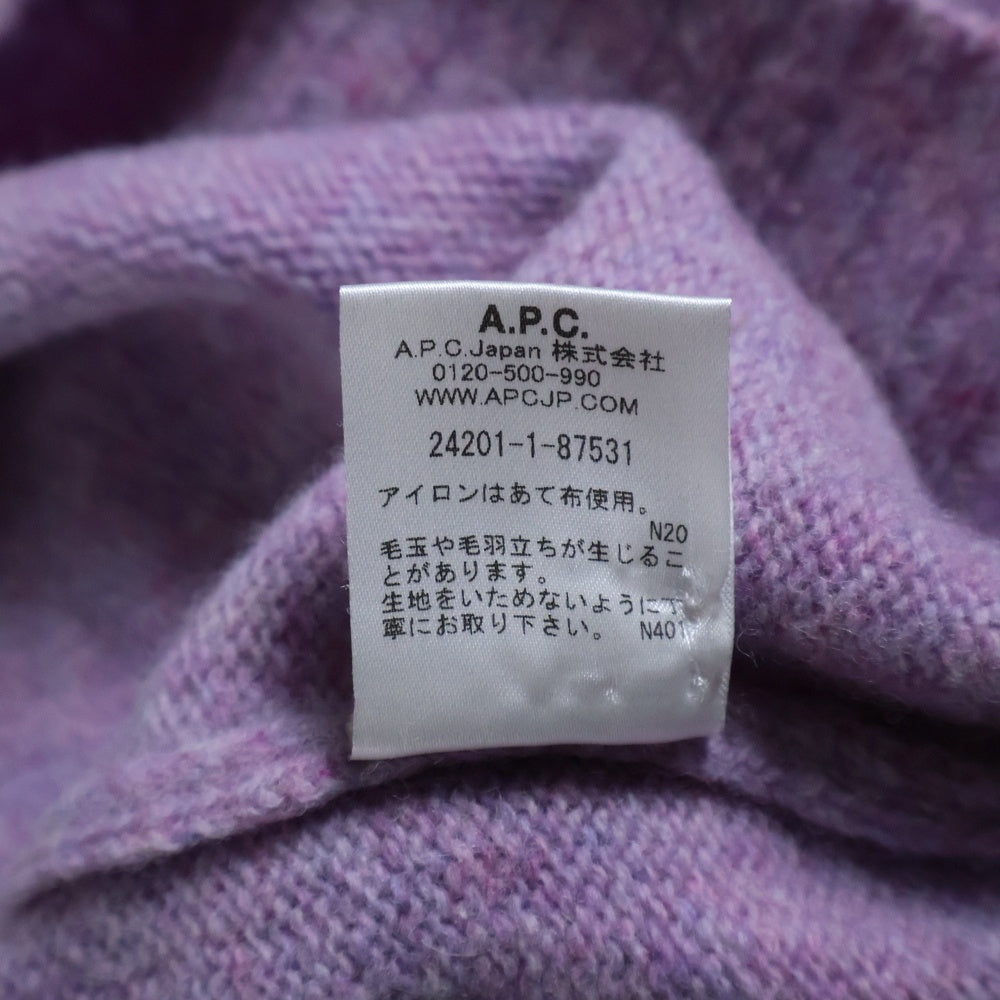 A.P.C.
A.P.C.Japan 株式会社
0120-500-990
WWW.APCJP.COM
24201-1-87531
アイロンはあて布使用。
N20
毛玉や毛羽立ちが生じるこ
とがあります。
生地をいためないように丁
寧にお取り下さい。 N401